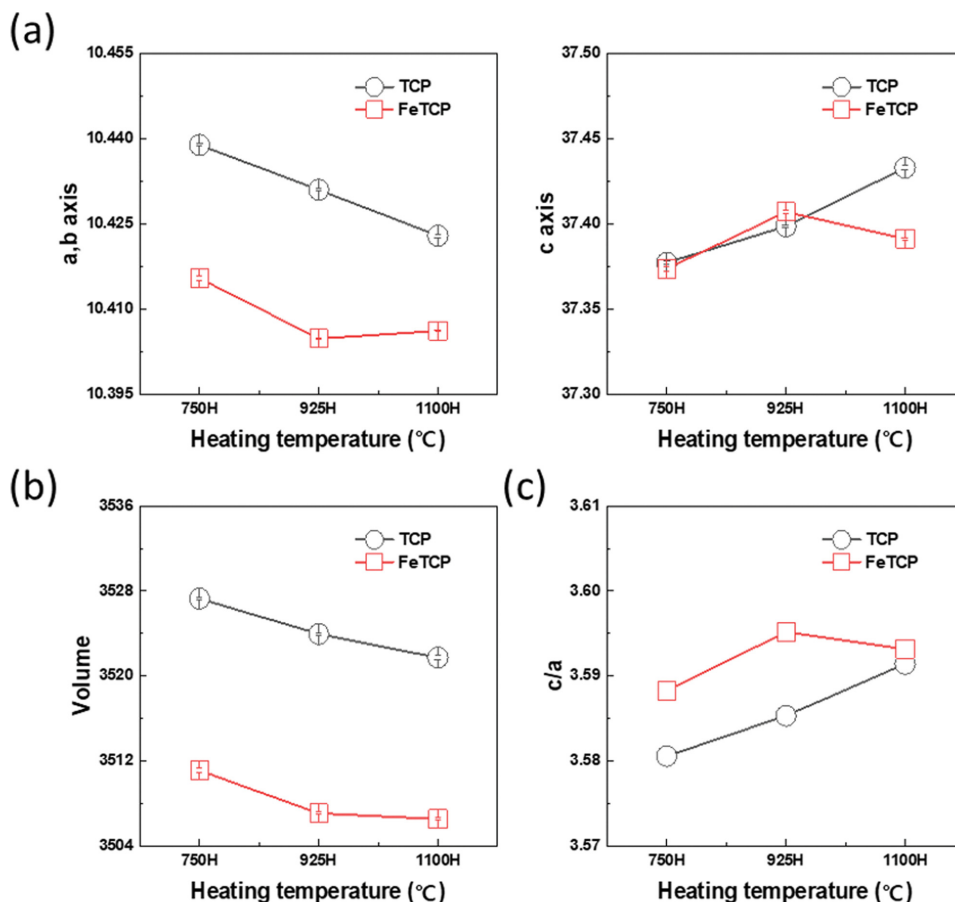 (a)
10.455
10.440
10.425
10.410
10.395
a,b axis
TCP
FeTCP
750H 925H 1100H
Heating temperature (℃)
37.50
37.45
37.40
37.35
37.30
c axis
TCP
FeTCP
750H 925H 1100H
Heating temperature (℃)
(b)
3536
3528
3520
3512
3504
Volume
TCP
FeTCP
750H 925H 1100H
Heating temperature (℃)
(c)
3.61
3.60
3.59
3.58
3.57
c/a
TCP
FeTCP
750H 925H 1100H
Heating temperature (℃)